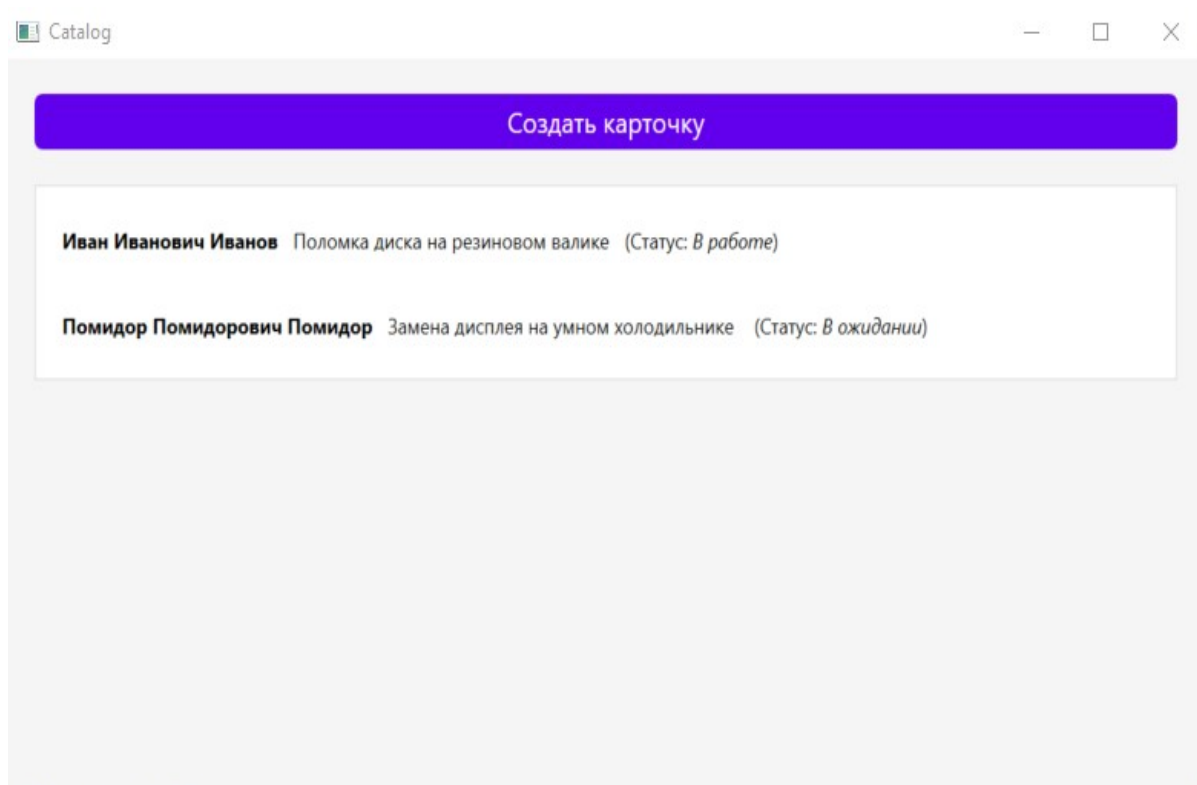 Catalog
Создать карточку
Иван Иванович Иванов Поломка диска на резиновом валике (Статус: В работе)
Помидор Помидорович Помидор Замена дисплея на умном холодильнике (Статус: В ожидании)